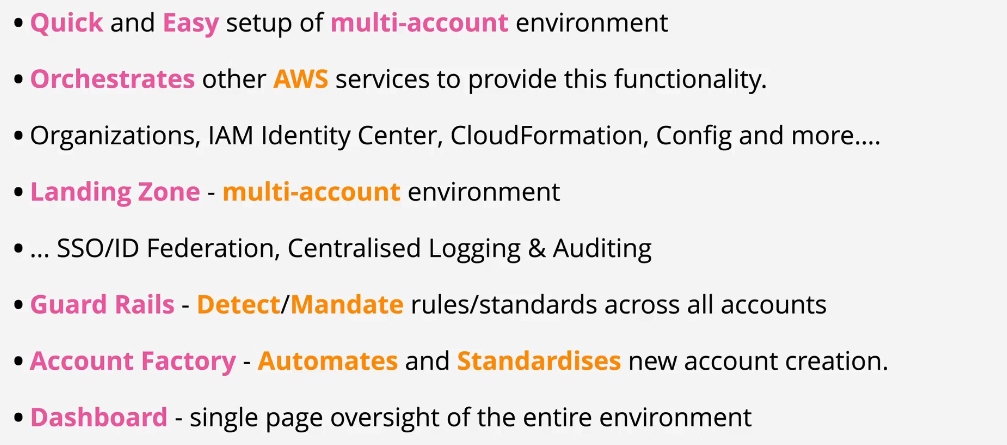 • Quick and Easy setup of multi-account environment
• Orchestrates other AWS services to provide this functionality.
• Organizations, IAM Identity Center, CloudFormation, Config and more....
• Landing Zone - multi-account environment
• ... SSO/ID Federation, Centralised Logging & Auditing
• Guard Rails - Detect/Mandate rules/standards across all accounts
• Account Factory - Automates and Standardises new account creation.
• Dashboard - single page oversight of the entire environment